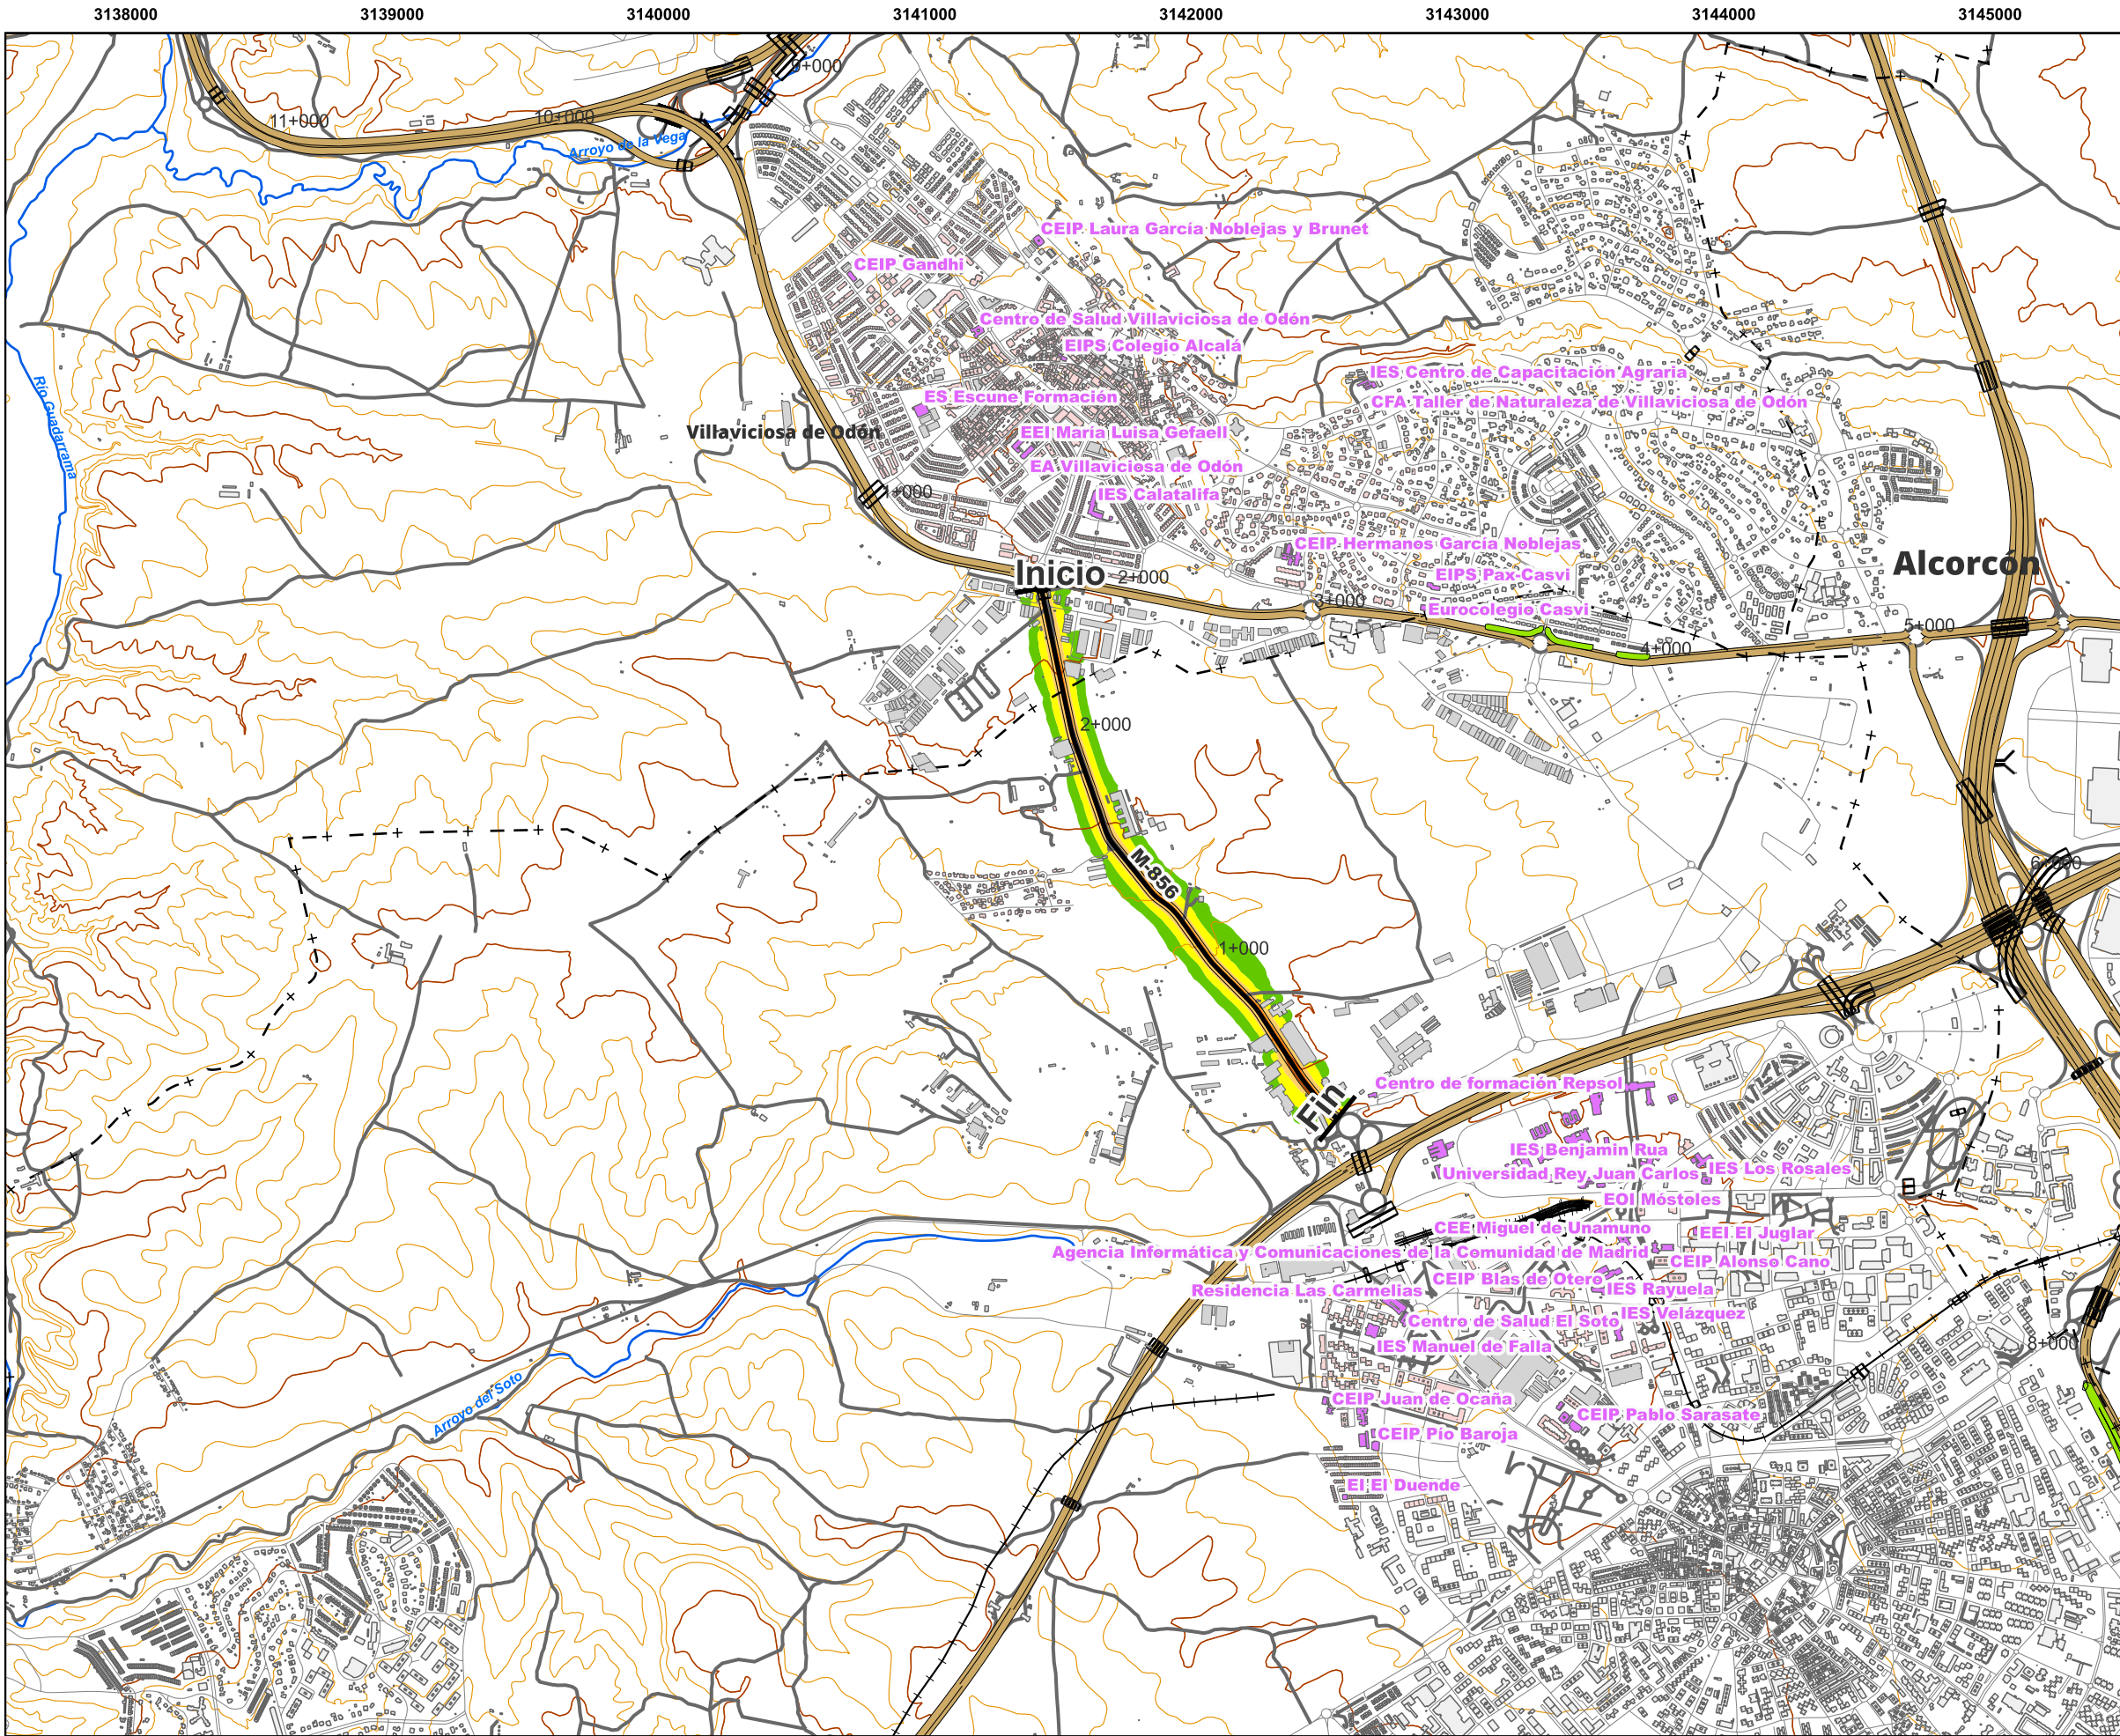 3138000
3139000
3140000
3141000
3142000
3143000
3144000
3145000
11+000
10+000
9+000
Arroyo de la Vega
CEIP Laura García Noblejas y Brunet
CEIP Gandhi
Centro de Salud Villaviciosa de Odón
EIPS Colegio Alcalá
IES Centro de Capacitación Agraria
CFA Taller de Naturaleza de Villaviciosa de Odón
ES Escune Formación
Río Guadarrama
Villaviciosa de Odón
EEI María Luisa Gefaell
EA Villaviciosa de Odón
IES Calatalifa
1+000
CEIP Hermanos García Noblejas
Alcorcón
Inicio
2+000
EIPS Pax-Casvi
3+000
Eurocolegio Casvi
5+000
4+000
2+000
M-856
6+000
1+000
Fin
Centro de formación Repsol
IES Benjamin Rua
Universidad Rey Juan Carlos
IES Los Rosales
EOI Móstoles
CEE Miguel de Unamuno
EEI El Juglar
Agencia Informática y Comunicaciones de la Comunidad de Madrid
CEIP Alonso Cano
CEIP Blas de Otero
IES Rayuela
Residencia Las Carmelias
IES Velázquez
Centro de Salud El Soto
IES Manuel de Falla
8+000
Arroyo del Soto
CEIP Juan de Ocaña
CEIP Pablo Sarasate
CEIP Pío Baroja
EI El Duende